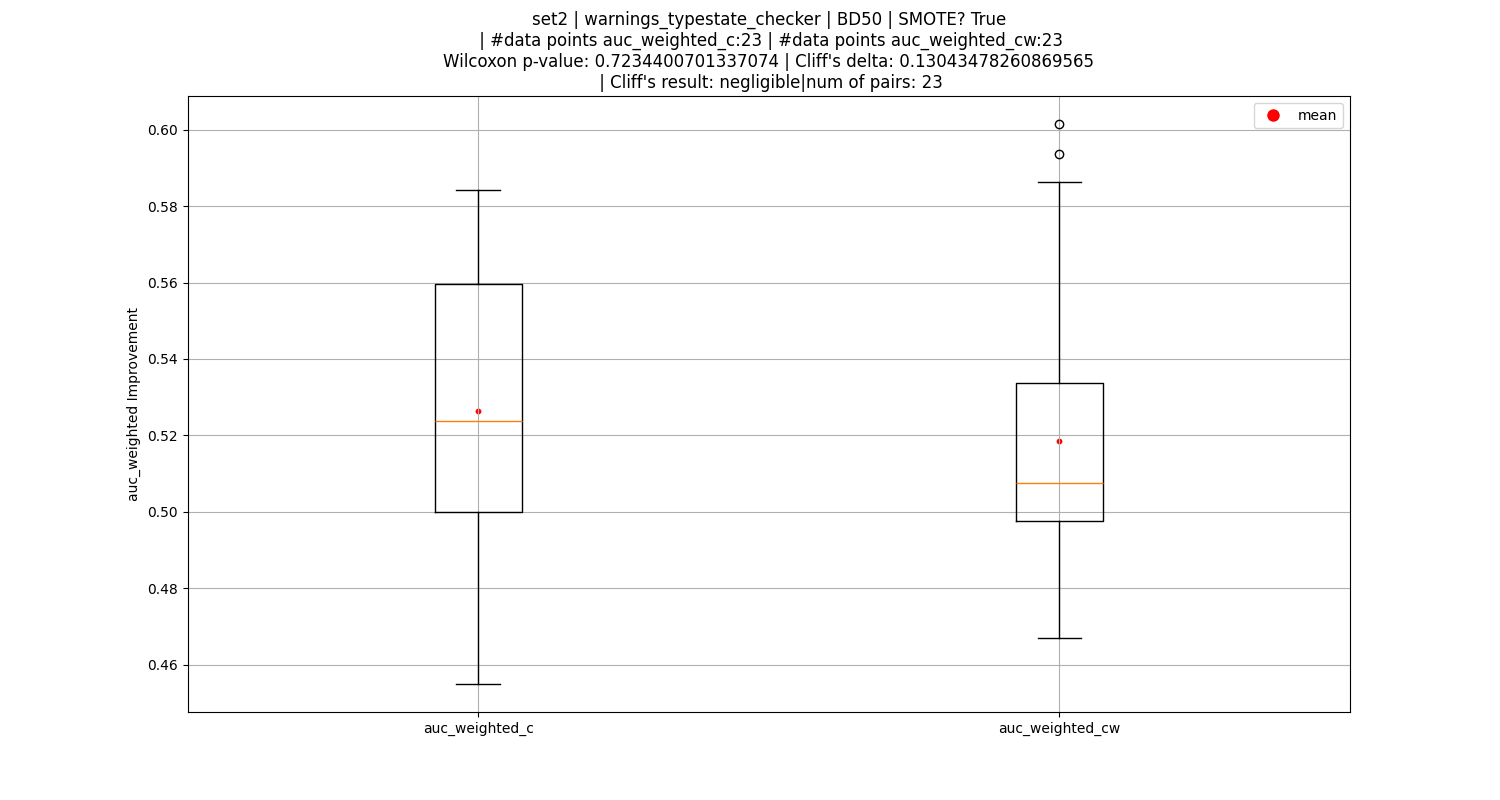 set2 | warnings_typestate_checker | BD50 | SMOTE? True
| #data points auc_weighted_c:23 | #data points auc_weighted_cw:23
Wilcoxon p-value: 0.7234400701337074 | Cliff's delta: 0.13043478260869565
| Cliff's result: negligible|num of pairs: 23
mean
0.60
0.58
0.56
0.54
0.52
0.50
0.48
0.46
auc_weighted Improvement
auc_weighted_c
auc_weighted_cw